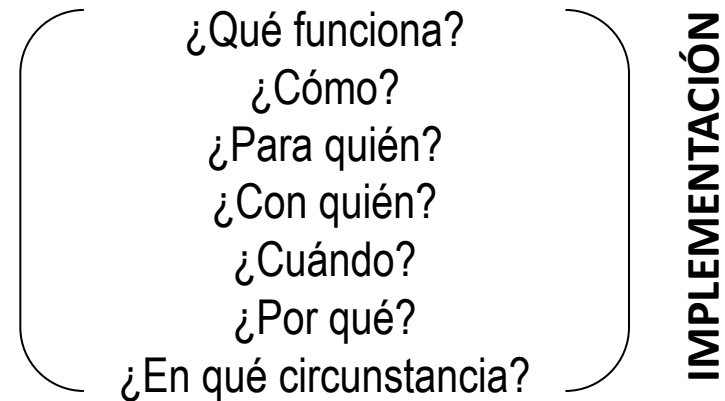 ¿Qué funciona?
¿Cómo?
¿Para quién?
¿Con quién?
¿Cuándo?
¿Por qué?
¿En qué circunstancia?
IMPLEMENTACIÓN